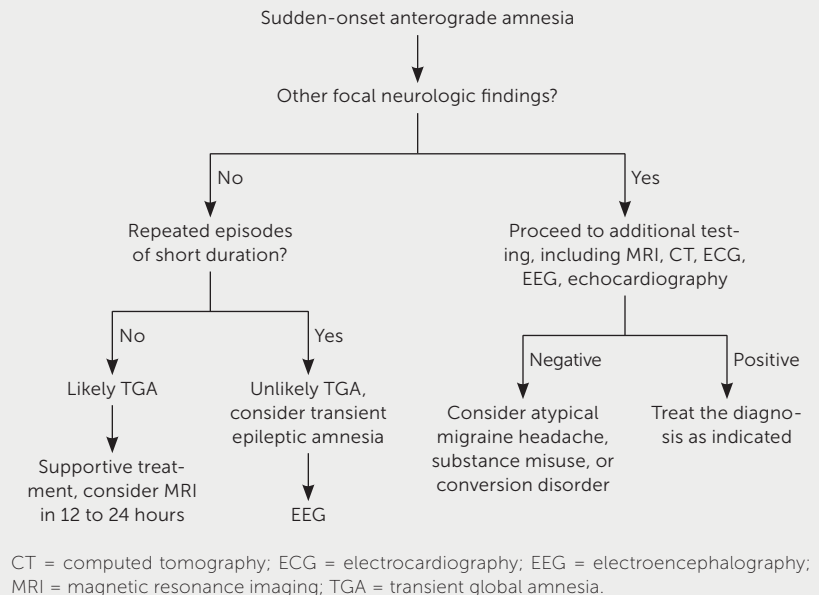 Sudden-onset anterograde amnesia
Other focal neurologic findings?
No
Yes
Repeated episodes
of short duration?
Proceed to additional test-
ing, including MRI, CT, ECG,
EEG, echocardiography
No
Yes
Negative
Positive
Likely TGA
Unlikely TGA,
consider transient
epileptic amnesia
Consider atypical
migraine headache,
substance misuse, or
conversion disorder
Treat the diagno-
sis as indicated
Supportive treat-
ment, consider MRI
in 12 to 24 hours
EEG
CT = computed tomography; ECG = electrocardiography; EEG = electroencephalography;
MRI = magnetic resonance imaging; TGA = transient global amnesia.